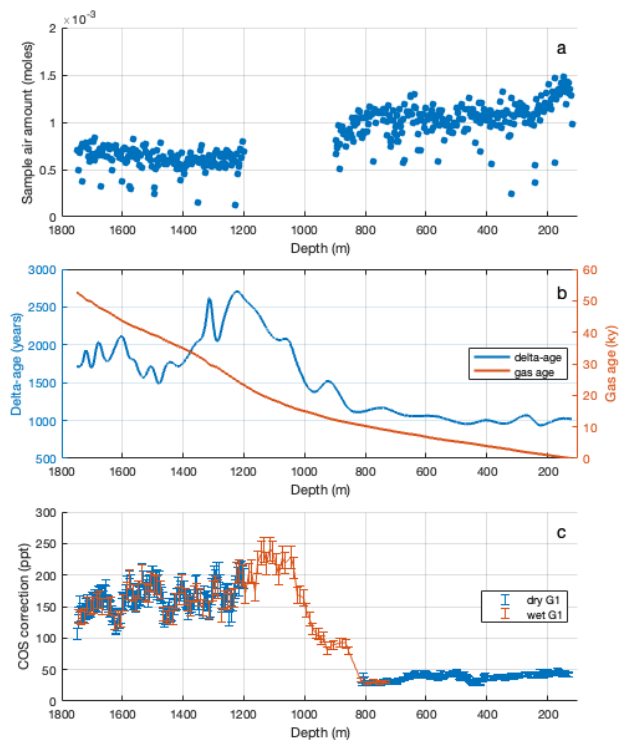 ×10⁻³
a
2
1.5
1
0.5
0
Sample air amount (moles)
1800 1600 1400 1200 1000 800 600 400 200
Depth (m)
b
3000
2500
2000
1500
1000
500
Delta-age (years)
60
50
40
30
20
10
0
Gas age (ky)
delta-age
gas age
1800 1600 1400 1200 1000 800 600 400 200
Depth (m)
c
300
250
200
150
100
50
0
COS correction (ppt)
dry G1
wet G1
1800 1600 1400 1200 1000 800 600 400 200
Depth (m)